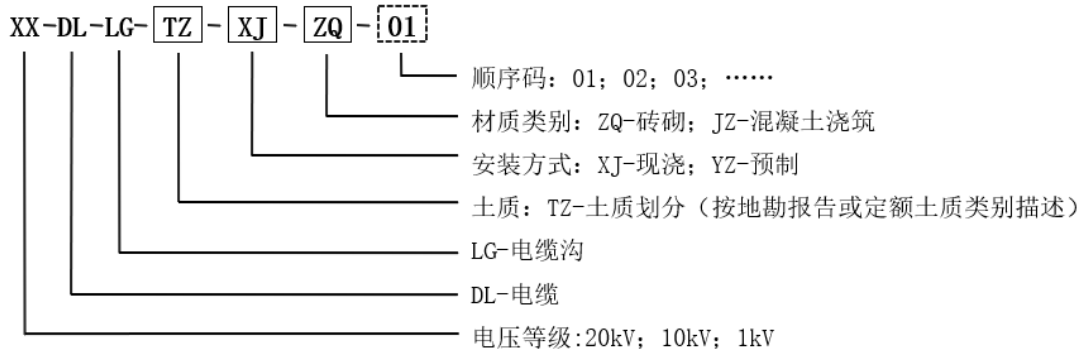 XX-DL-LG-TZ-XJ-ZQ-01
顺序码：01；02；03；……
材质类别：ZQ-砖砌；JZ-混凝土浇筑
安装方式：XJ-现浇；YZ-预制
土质：TZ-土质划分（按地勘报告或定额土质类别描述）
LG-电缆沟
DL-电缆
电压等级:20kV；10kV；1kV